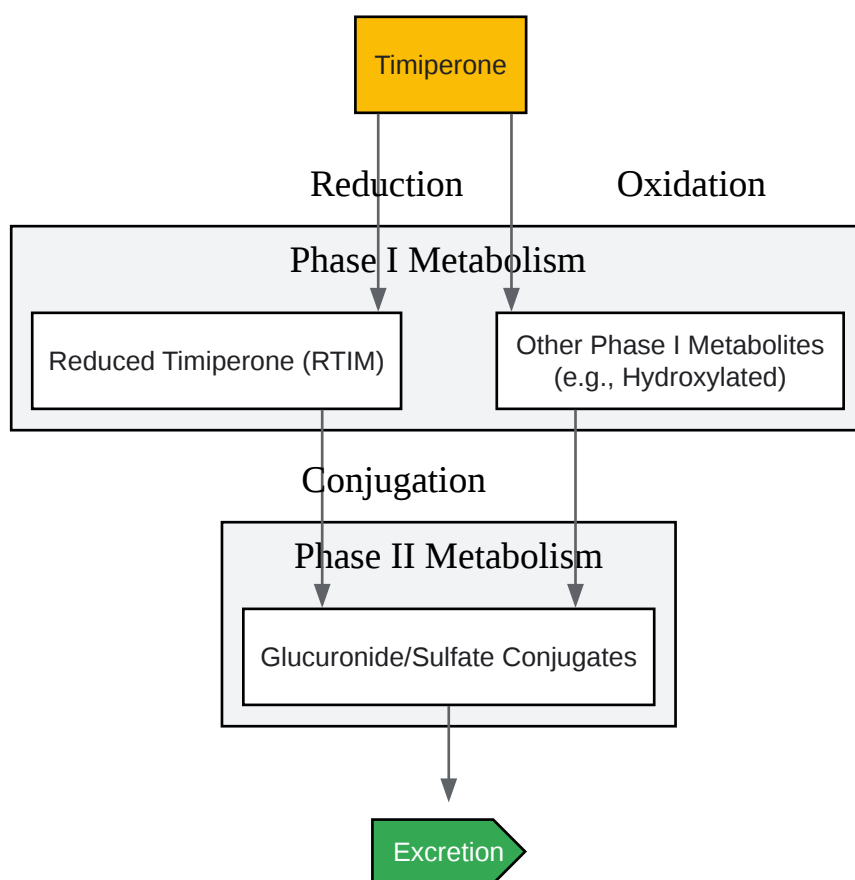 Timiperone
Reduction
Oxidation
Phase I Metabolism
Reduced Timiperone (RTIM)
Other Phase I Metabolites
(e.g., Hydroxylated)
Conjugation
Phase II Metabolism
Glucuronide/Sulfate Conjugates
Excretion